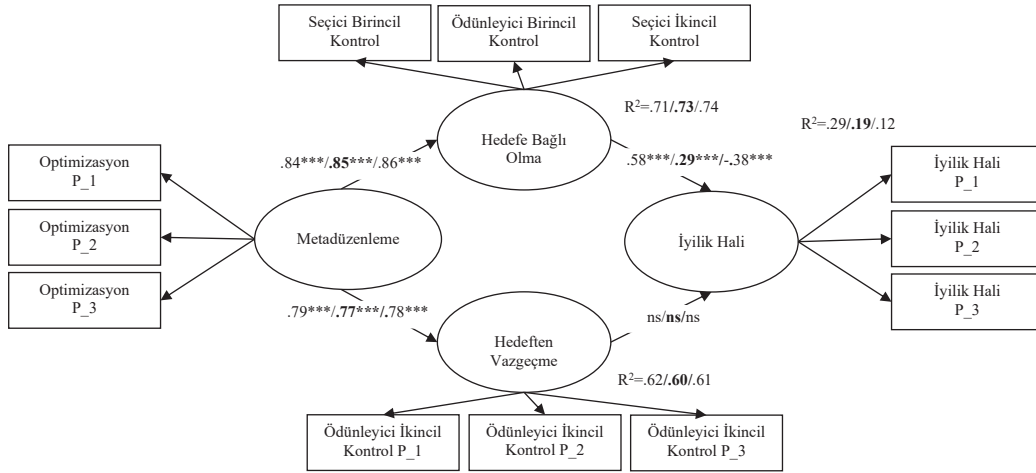 Seçici Birincil
Kontrol
Ödünleyici Birincil
Kontrol
Seçici İkincil
Kontrol
R²=.71/.73/.74
R²=.29/.19/.12
Hedefe Bağlı
Olma
.84***/.85***/.86***
.58***/.29***/-.38***
Optimizasyon
P_1
Optimizasyon
P_2
Optimizasyon
P_3
Metadüzenleme
İyilik Hali
İyilik Hali
P_1
İyilik Hali
P_2
İyilik Hali
P_3
.79***/.77***/.78***
ns/ns/ns
Hedeften
Vazgeçme
R²=.62/.60/.61
Ödünleyici İkincil
Kontrol P_1
Ödünleyici İkincil
Kontrol P_2
Ödünleyici İkincil
Kontrol P_3